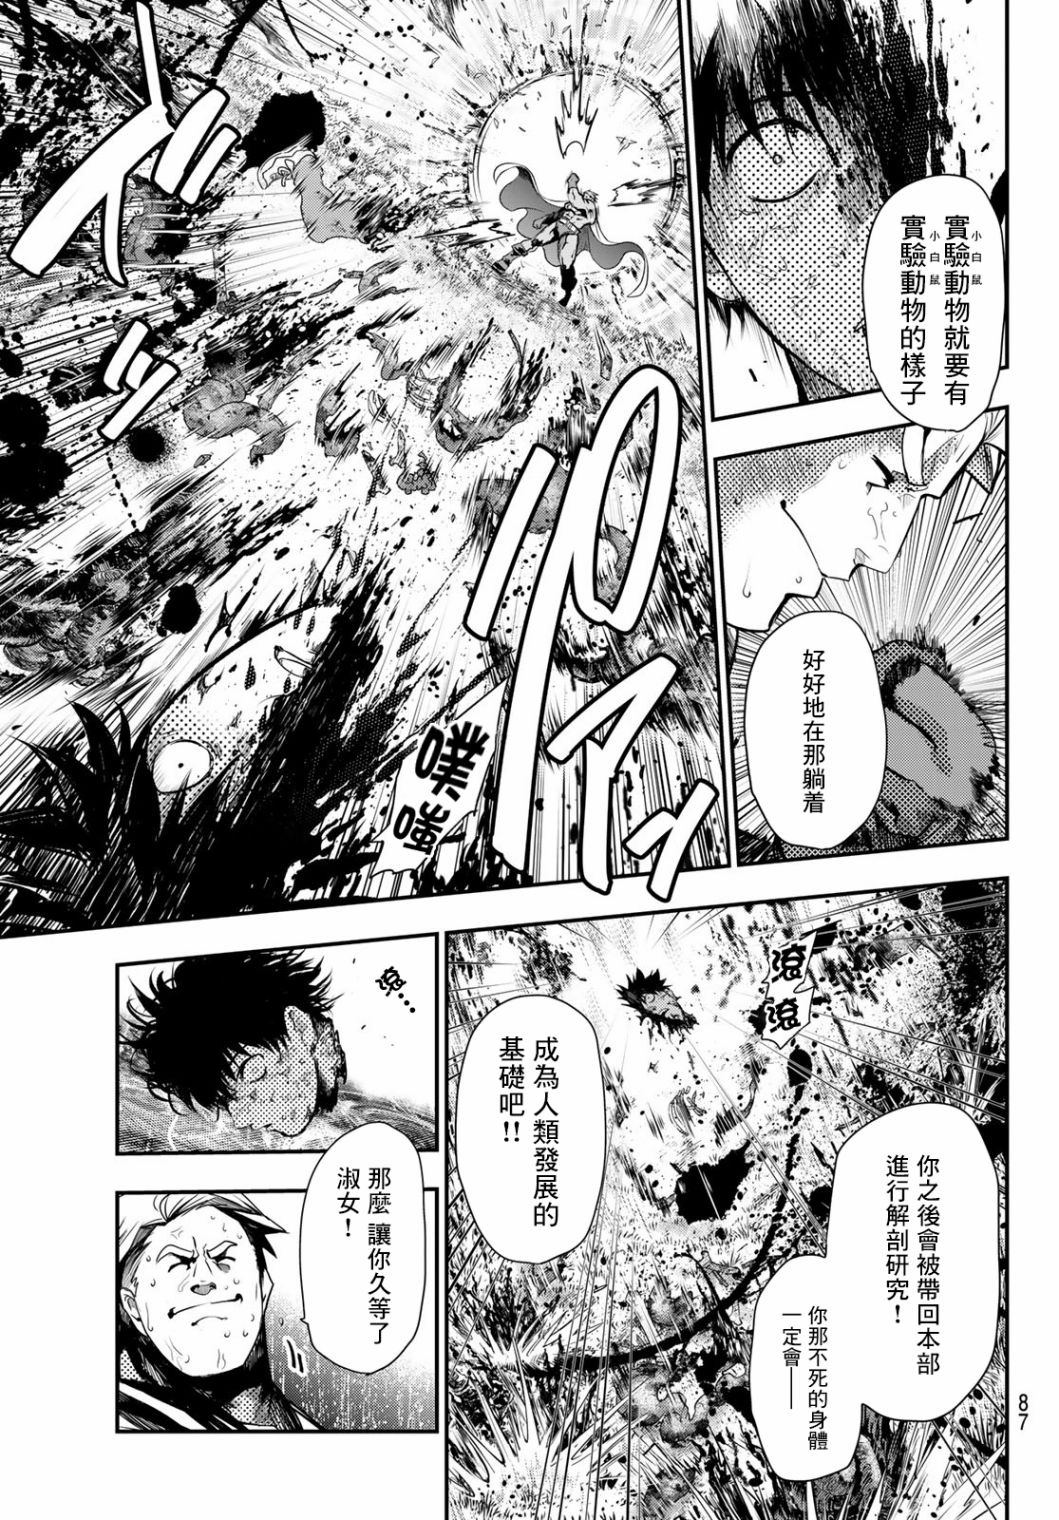 實驗動物就要有
小白鼠
實驗動物的樣子
小白鼠
好好地在那躺着
噗
嗤
滾
滾
你之後會被帶回本部
進行解剖研究！
你那不死的身體
一定會——
成為人類發展的
基礎吧!!
滾…
那麼 讓你久等了
淑女！
87